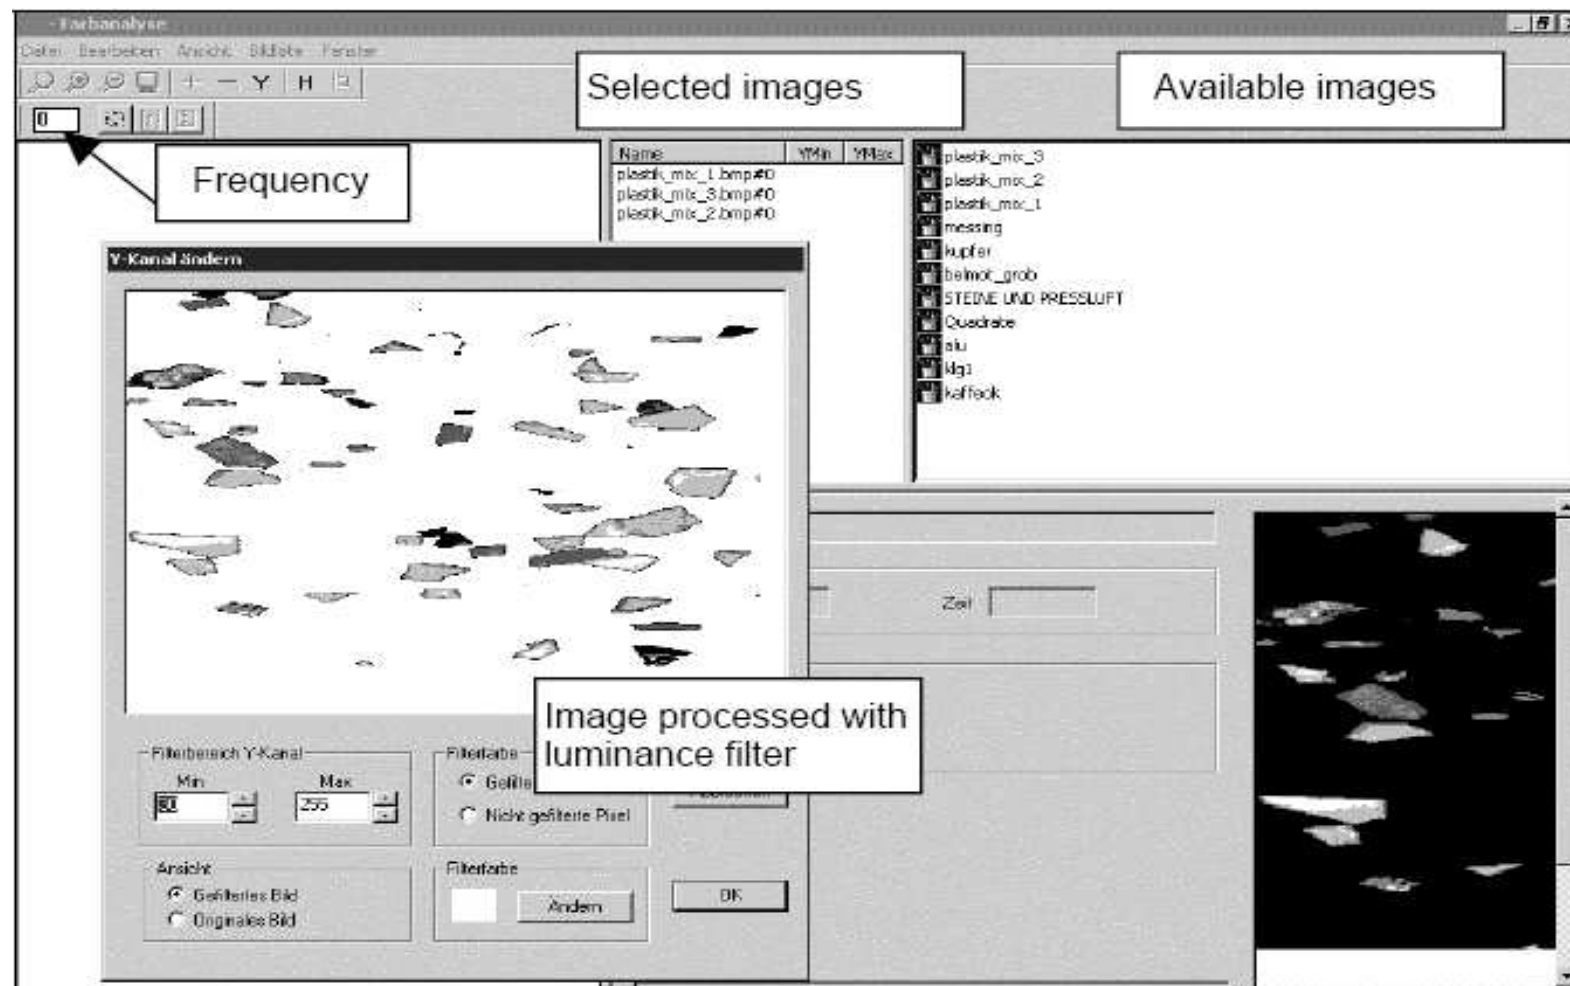 - Farbanalyse
Datei Bearbeiten Ansicht Bildliste Fenster
Y H
0
Selected images
Available images
Frequency
Name YMin YMax
plastik_mix_1.bmp#0
plastik_mix_3.bmp#0
plastik_mix_2.bmp#0
plastik_mix_3
plastik_mix_2
plastik_mix_1
messing
kupfer
belmot_grob
STEINE UND PRESSLUFT
Quadrate
alu
klg1
kaffeok
Y-Kanal ändern
Zeit
Image processed with
luminance filter
Filterbereich Y-Kanal
Min Max
255
Filterfarbe
Gefilte
Nicht gefilterte Pixel
Ansicht
Gefiltertes Bild
Originales Bild
Filterfarbe
Ändern
OK